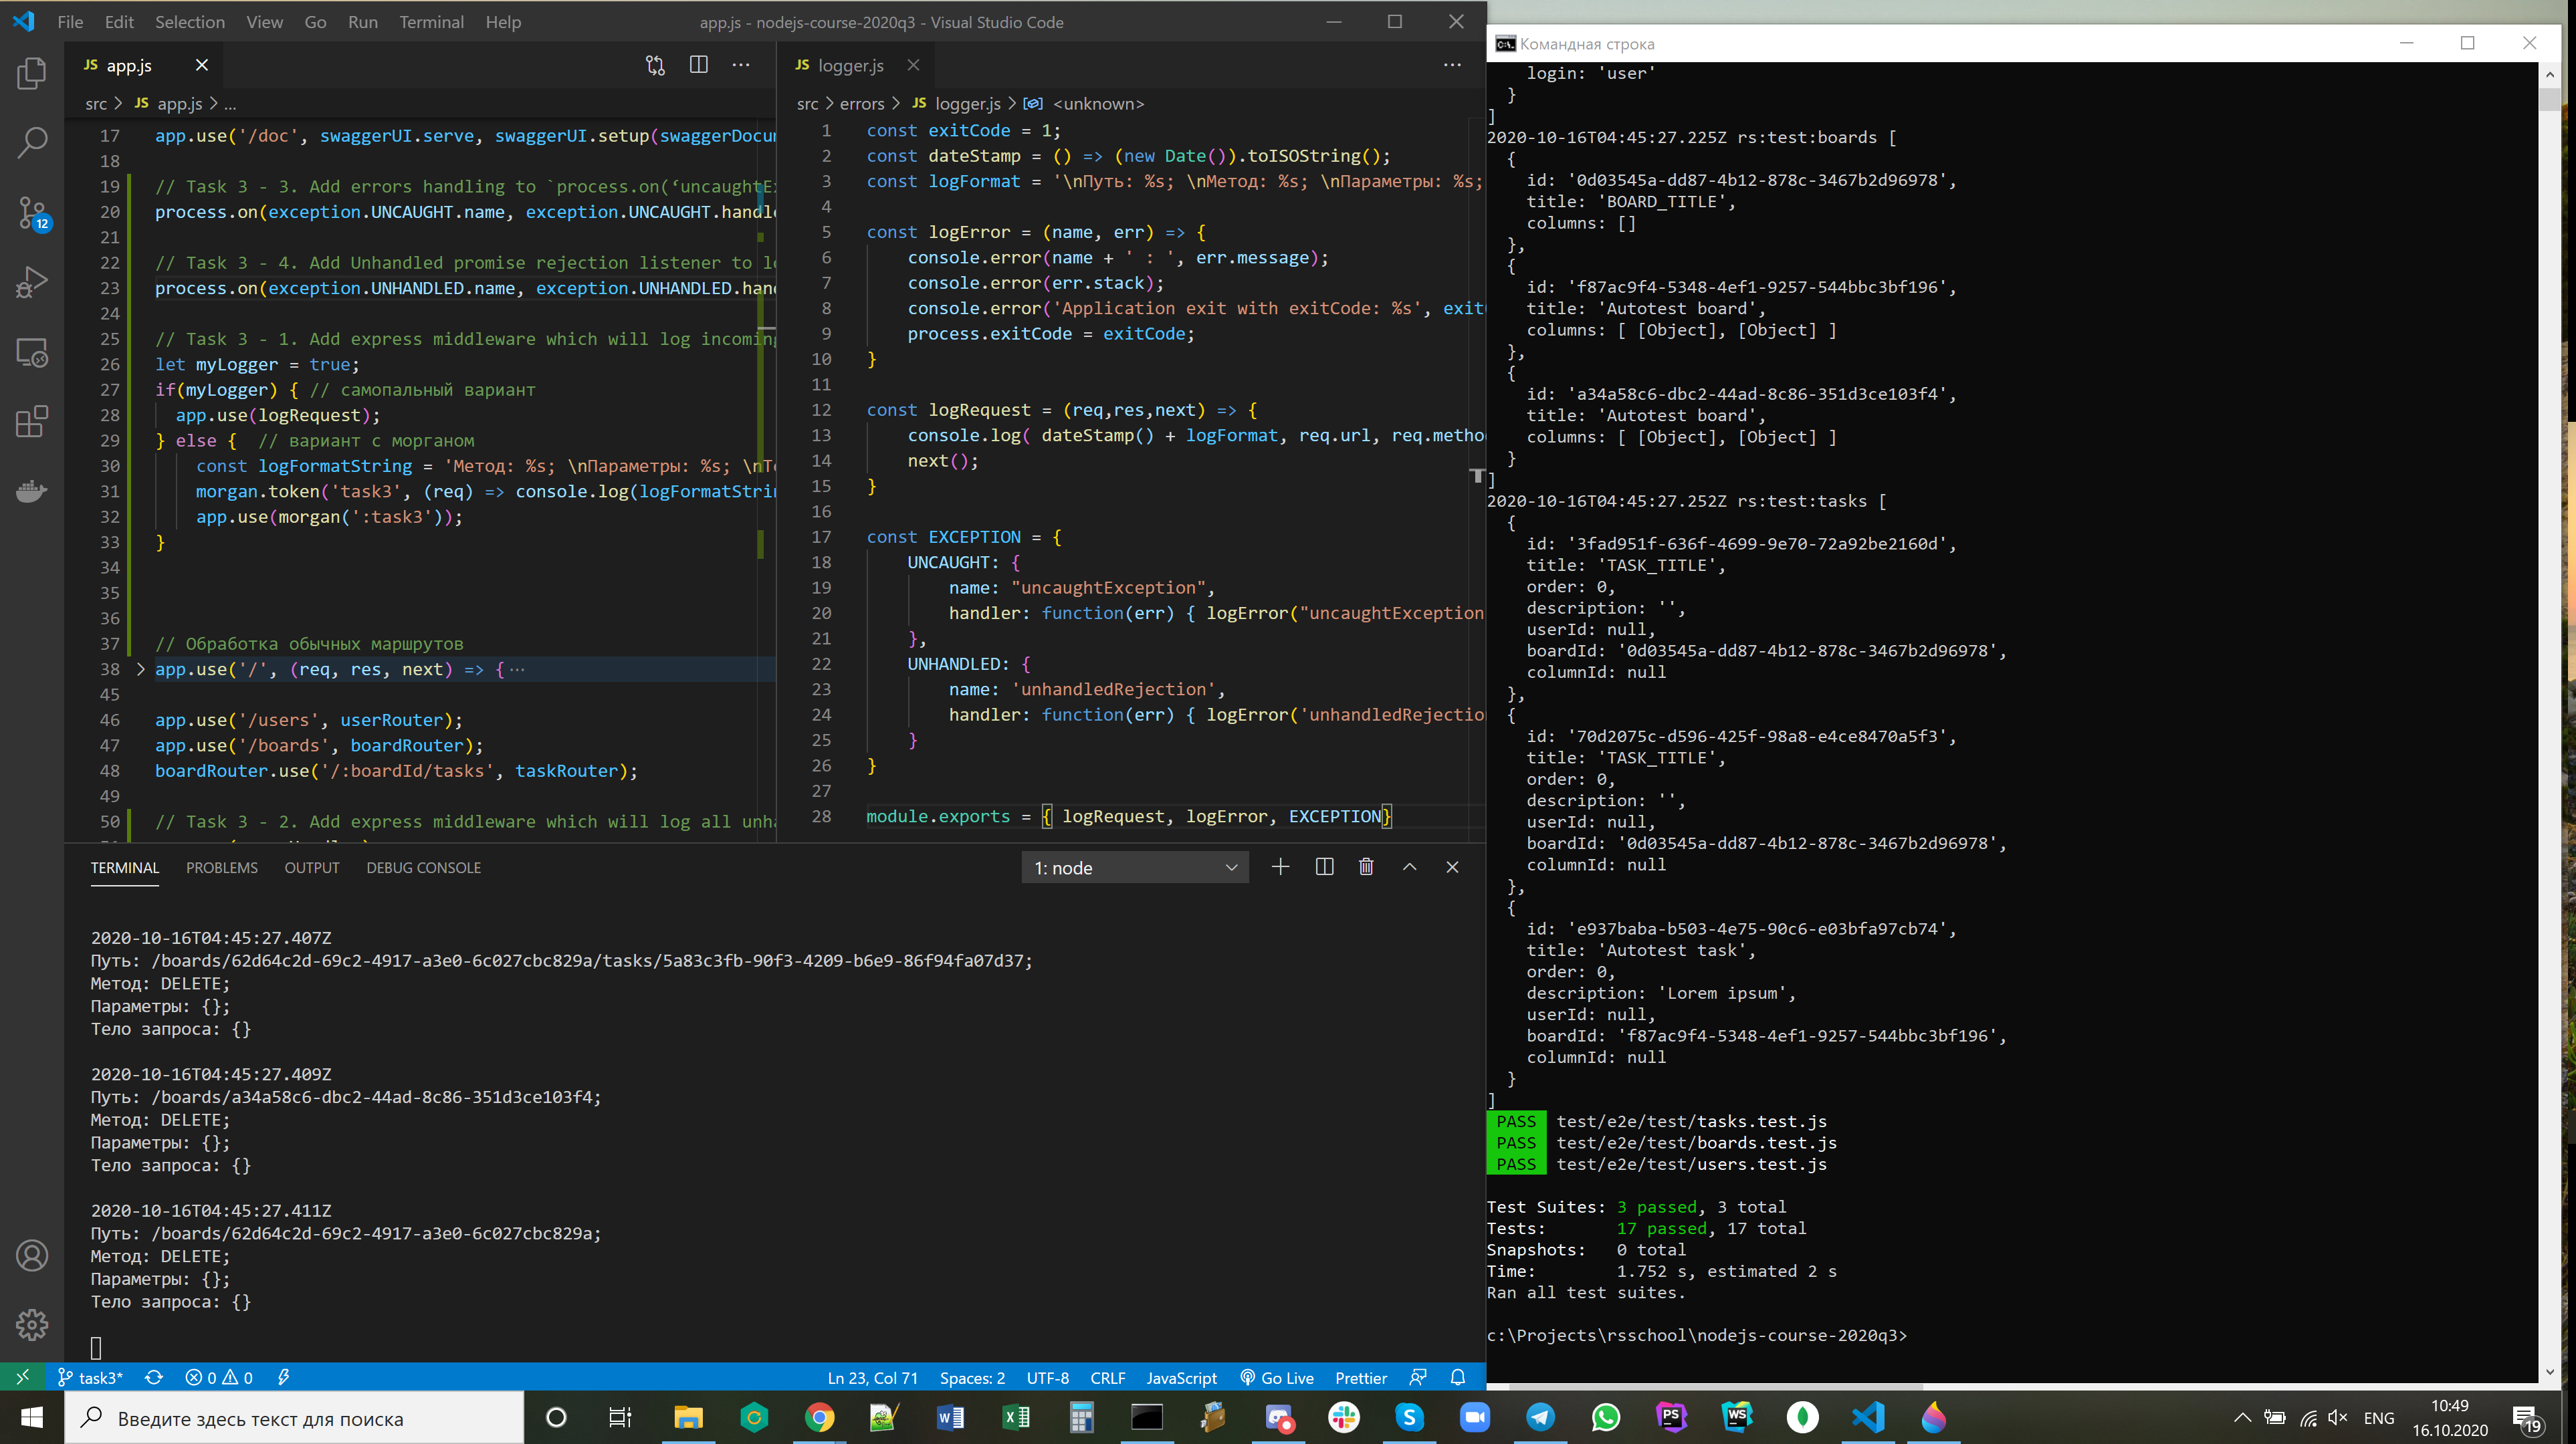 File Edit Selection View Go Run Terminal Help
app.js - nodejs-course-2020q3 - Visual Studio Code
JS app.js
src > JS app.js > ...
17 app.use('/doc', swaggerUI.serve, swaggerUI.setup(swaggerDocu
18
19 // Task 3 - 3. Add errors handling to `process.on(‘uncaughtE
20 process.on(exception.UNCAUGHT.name, exception.UNCAUGHT.handl
21
22 // Task 3 - 4. Add Unhandled promise rejection listener to l
23 process.on(exception.UNHANDLED.name, exception.UNHANDLED.han
24
25 // Task 3 - 1. Add express middleware which will log incomin
26 let myLogger = true;
27 if(myLogger) { // самопальный вариант
28 app.use(logRequest);
29 } else { // вариант с морганом
30 const logFormatString = 'Метод: %s; \nПараметры: %s; \nТ
31 morgan.token('task3', (req) => console.log(logFormatStri
32 app.use(morgan(':task3'));
33 }
34
35
36
37 // Обработка обычных маршрутов
38 app.use('/', (req, res, next) => {···
45
46 app.use('/users', userRouter);
47 app.use('/boards', boardRouter);
48 boardRouter.use('/:boardId/tasks', taskRouter);
49
50 // Task 3 - 2. Add express middleware which will log all unh
JS logger.js
src > errors > JS logger.js > <unknown>
1 const exitCode = 1;
2 const dateStamp = () => (new Date()).toISOString();
3 const logFormat = '\nПуть: %s; \nМетод: %s; \nПараметры: %s;
4
5 const logError = (name, err) => {
6 console.error(name + ' : ', err.message);
7 console.error(err.stack);
8 console.error('Application exit with exitCode: %s', exit
9 process.exitCode = exitCode;
10 }
11
12 const logRequest = (req,res,next) => {
13 console.log( dateStamp() + logFormat, req.url, req.metho
14 next();
15 }
16
17 const EXCEPTION = {
18 UNCAUGHT: {
19 name: "uncaughtException",
20 handler: function(err) { logError("uncaughtException
21 },
22 UNHANDLED: {
23 name: 'unhandledRejection',
24 handler: function(err) { logError('unhandledRejectio
25 }
26 }
27
28 module.exports = { logRequest, logError, EXCEPTION}
TERMINAL PROBLEMS OUTPUT DEBUG CONSOLE
1: node
2020-10-16T04:45:27.407Z
Путь: /boards/62d64c2d-69c2-4917-a3e0-6c027cbc829a/tasks/5a83c3fb-90f3-4209-b6e9-86f94fa07d37;
Метод: DELETE;
Параметры: {};
Тело запроса: {}
2020-10-16T04:45:27.409Z
Путь: /boards/a34a58c6-dbc2-44ad-8c86-351d3ce103f4;
Метод: DELETE;
Параметры: {};
Тело запроса: {}
2020-10-16T04:45:27.411Z
Путь: /boards/62d64c2d-69c2-4917-a3e0-6c027cbc829a;
Метод: DELETE;
Параметры: {};
Тело запроса: {}
12
task3* 0 0 Ln 23, Col 71 Spaces: 2 UTF-8 CRLF JavaScript Go Live Prettier
Командная строка
login: 'user'
}
]
2020-10-16T04:45:27.225Z rs:test:boards [
{
id: '0d03545a-dd87-4b12-878c-3467b2d96978',
title: 'BOARD_TITLE',
columns: []
},
{
id: 'f87ac9f4-5348-4ef1-9257-544bbc3bf196',
title: 'Autotest board',
columns: [ [Object], [Object] ]
},
{
id: 'a34a58c6-dbc2-44ad-8c86-351d3ce103f4',
title: 'Autotest board',
columns: [ [Object], [Object] ]
}
]
2020-10-16T04:45:27.252Z rs:test:tasks [
{
id: '3fad951f-636f-4699-9e70-72a92be2160d',
title: 'TASK_TITLE',
order: 0,
description: '',
userId: null,
boardId: '0d03545a-dd87-4b12-878c-3467b2d96978',
columnId: null
},
{
id: '70d2075c-d596-425f-98a8-e4ce8470a5f3',
title: 'TASK_TITLE',
order: 0,
description: '',
userId: null,
boardId: '0d03545a-dd87-4b12-878c-3467b2d96978',
columnId: null
},
{
id: 'e937baba-b503-4e75-90c6-e03bfa97cb74',
title: 'Autotest task',
order: 0,
description: 'Lorem ipsum',
userId: null,
boardId: 'f87ac9f4-5348-4ef1-9257-544bbc3bf196',
columnId: null
}
]
PASS test/e2e/test/tasks.test.js
PASS test/e2e/test/boards.test.js
PASS test/e2e/test/users.test.js
Test Suites: 3 passed, 3 total
Tests: 17 passed, 17 total
Snapshots: 0 total
Time: 1.752 s, estimated 2 s
Ran all test suites.
c:\Projects\rsschool\nodejs-course-2020q3>
Введите здесь текст для поиска
PS WS
ENG
10:49
16.10.2020
19